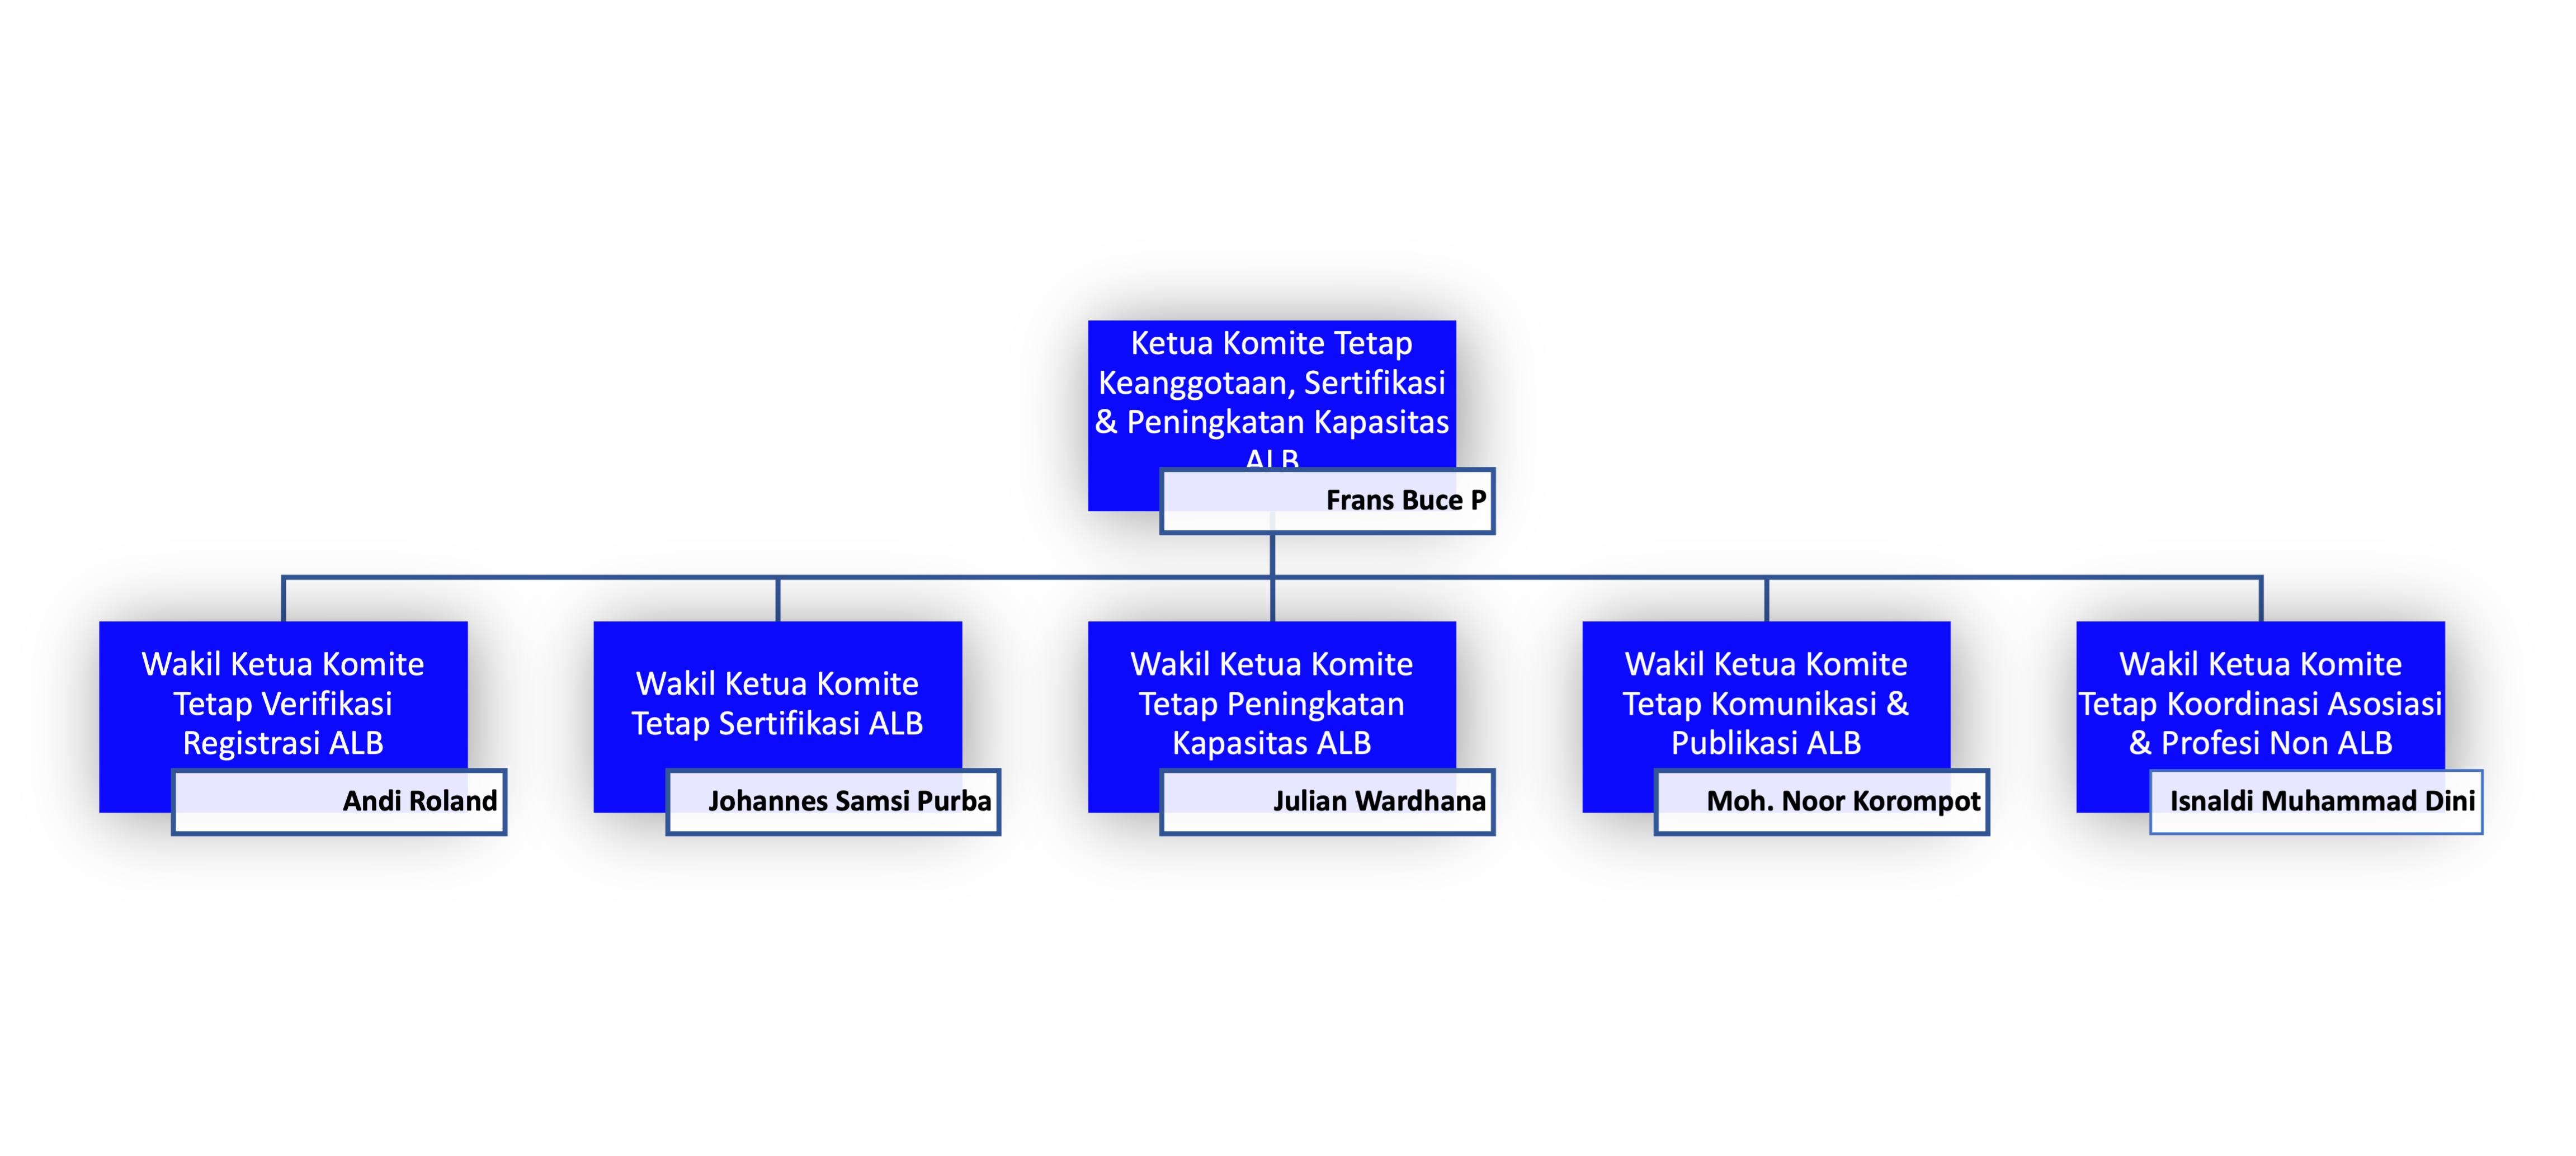 Ketua Komite Tetap
Keanggotaan, Sertifikasi
& Peningkatan Kapasitas
ALB
Frans Buce P
Wakil Ketua Komite
Tetap Verifikasi
Registrasi ALB
Andi Roland
Wakil Ketua Komite
Tetap Sertifikasi ALB
Johannes Samsi Purba
Wakil Ketua Komite
Tetap Peningkatan
Kapasitas ALB
Julian Wardhana
Wakil Ketua Komite
Tetap Komunikasi &
Publikasi ALB
Moh. Noor Korompot
Wakil Ketua Komite
Tetap Koordinasi Asosiasi
& Profesi Non ALB
Isnaldi Muhammad Dini